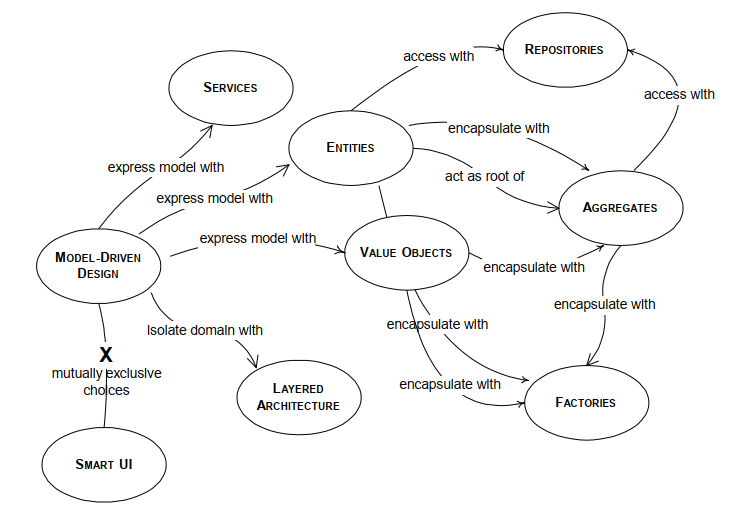 REPOSITORIES
access with
SERVICES
access with
encapsulate with
ENTITIES
express model with
act as root of
express model with
AGGREGATES
express model with
VALUE OBJECTS
MODEL-DRIVEN
DESIGN
encapsulate with
encapsulate with
encapsulate with
Isolate domain with
X
mutually exclusive
choices
encapsulate with
LAYERED
ARCHITECTURE
FACTORIES
SMART UI